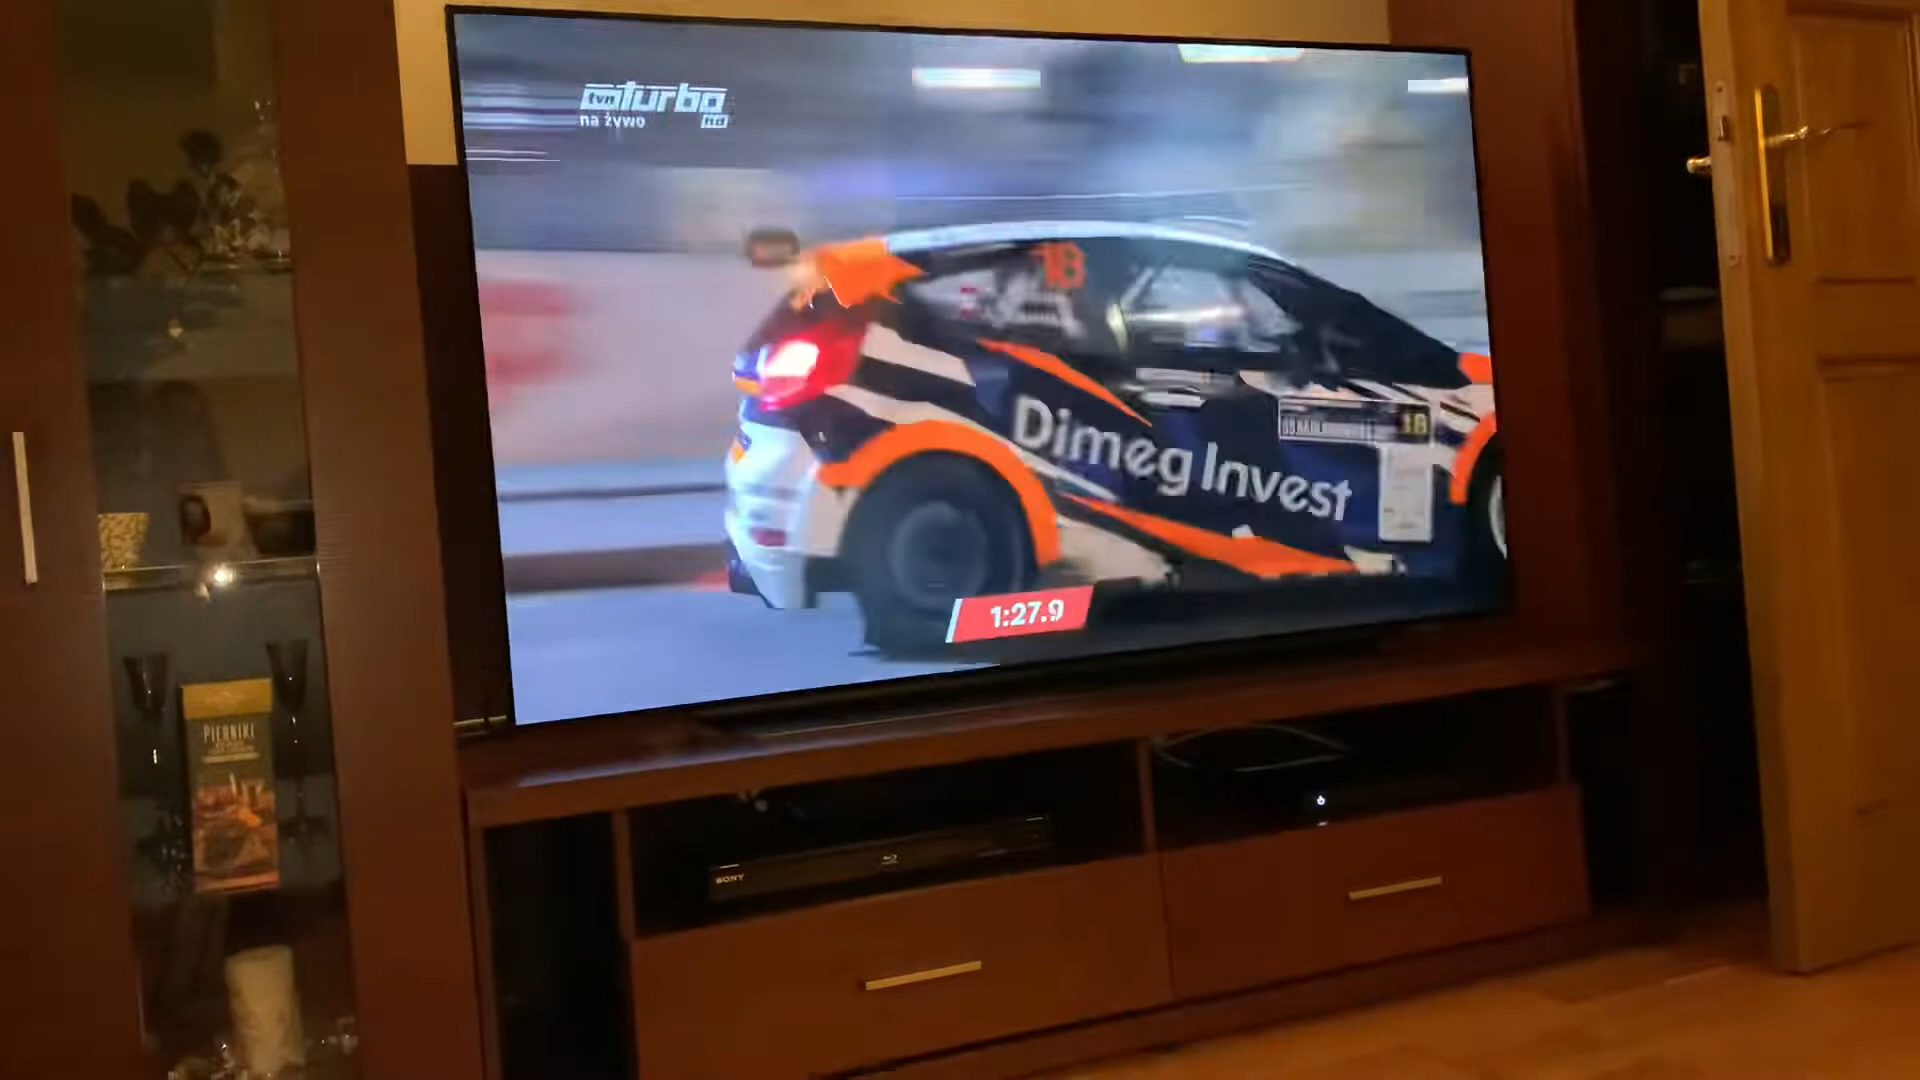 tvn turbo
na żywo HD
18
Dimeg Invest
18
1:27.9
PIERNIKI
SONY